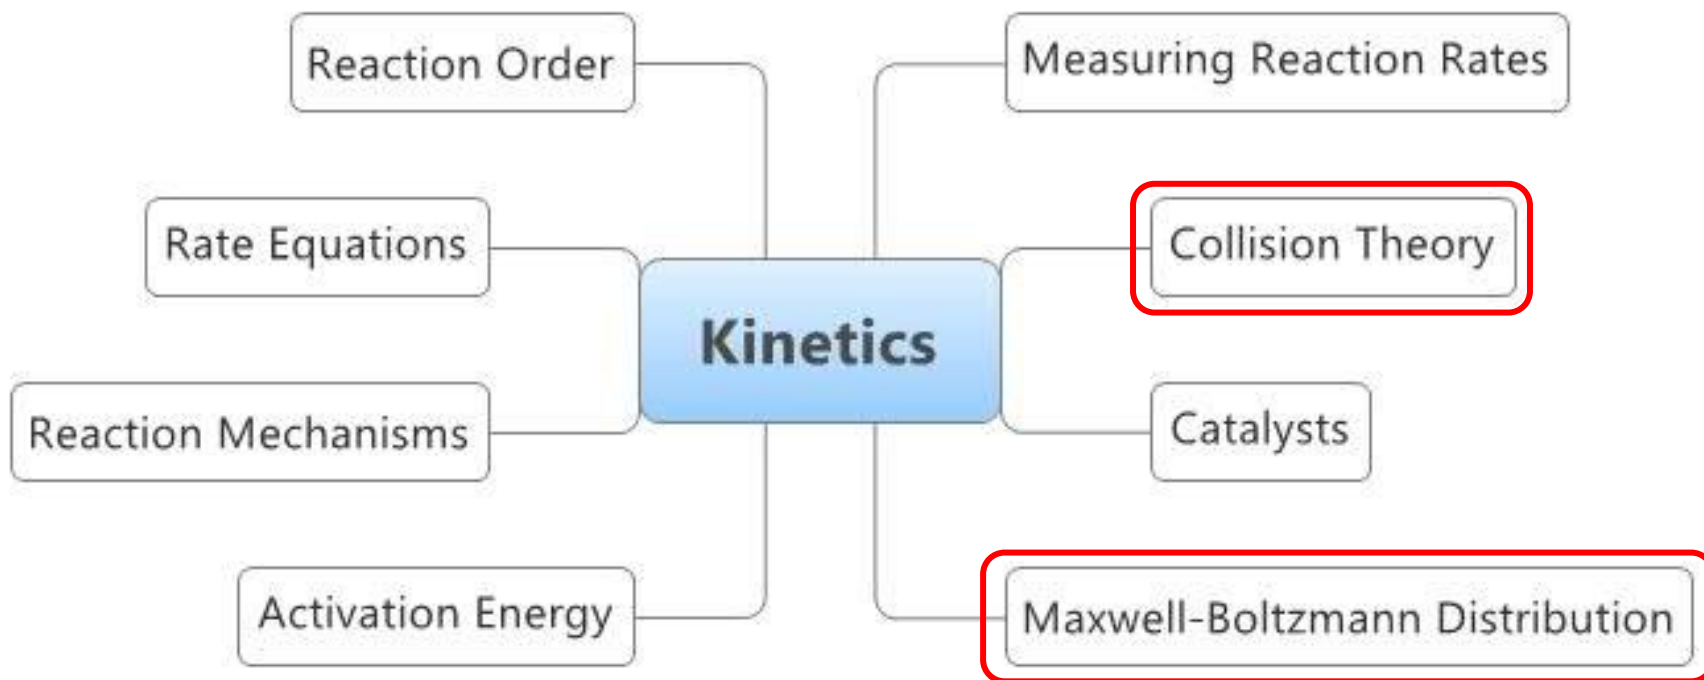 Reaction Order
Measuring Reaction Rates
Rate Equations
Collision Theory
Kinetics
Reaction Mechanisms
Catalysts
Activation Energy
Maxwell-Boltzmann Distribution